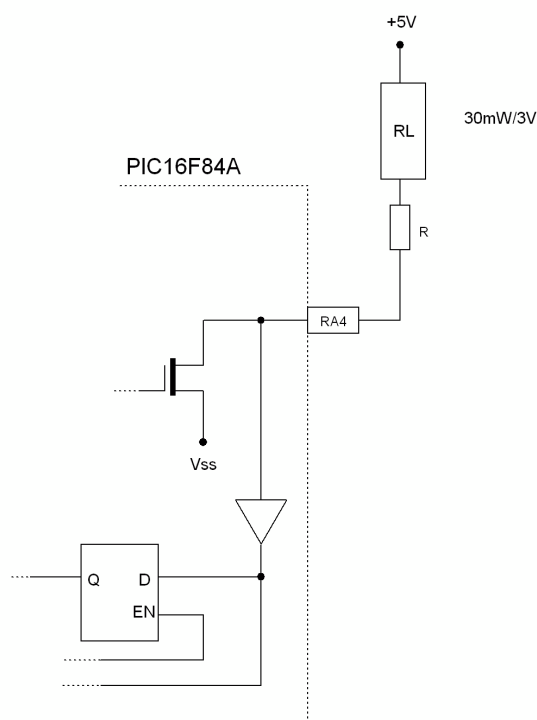 +5V
RL
30mW/3V
PIC16F84A
R
RA4
Vss
Q
D
EN